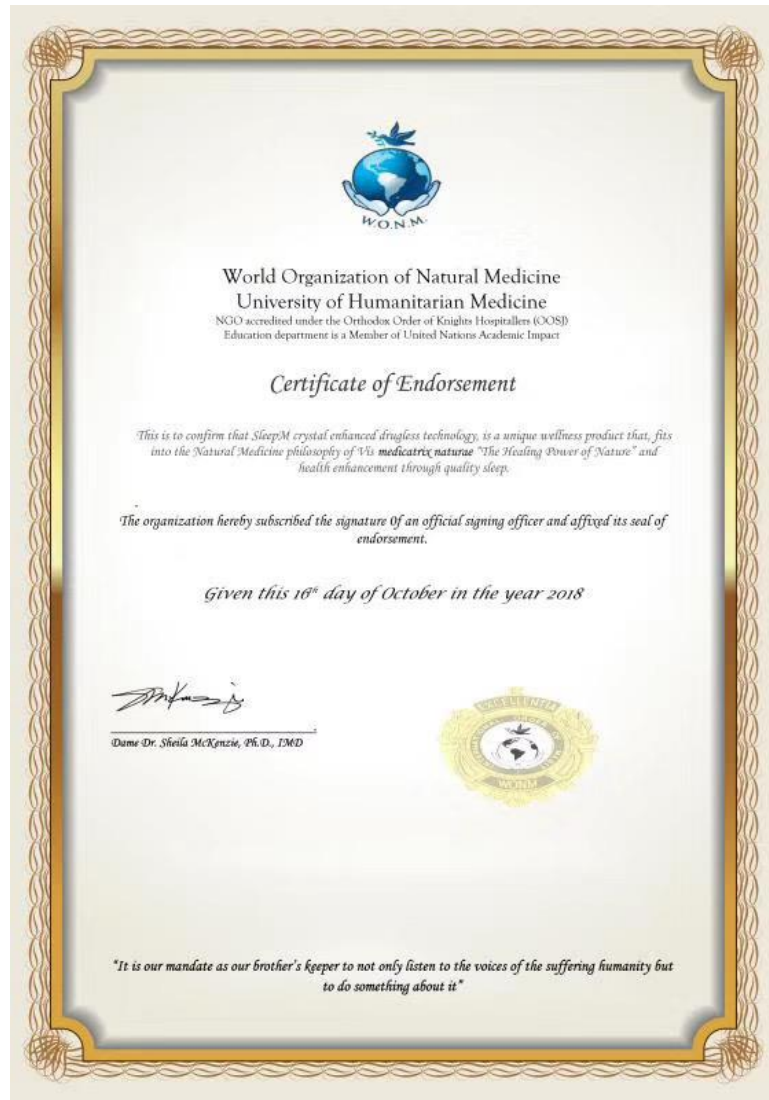 W.O.N.M.
World Organization of Natural Medicine
University of Humanitarian Medicine
NGO accredited under the Orthodox Order of Knights Hospitallers (OOSJ)
Education department is a Member of United Nations Academic Impact
Certificate of Endorsement
This is to confirm that SleepM crystal enhanced drugless technology, is a unique wellness product that, fits
into the Natural Medicine philosophy of Vis medicatrix naturae "The Healing Power of Nature" and
health enhancement through quality sleep.
The organization hereby subscribed the signature 0f an official signing officer and affixed its seal of
endorsement.
Given this 16th day of October in the year 2018
Dame Dr. Sheila McKenzie, Ph.D., IMD
EXCELLENTIA
WONM
"It is our mandate as our brother's keeper to not only listen to the voices of the suffering humanity but
to do something about it"